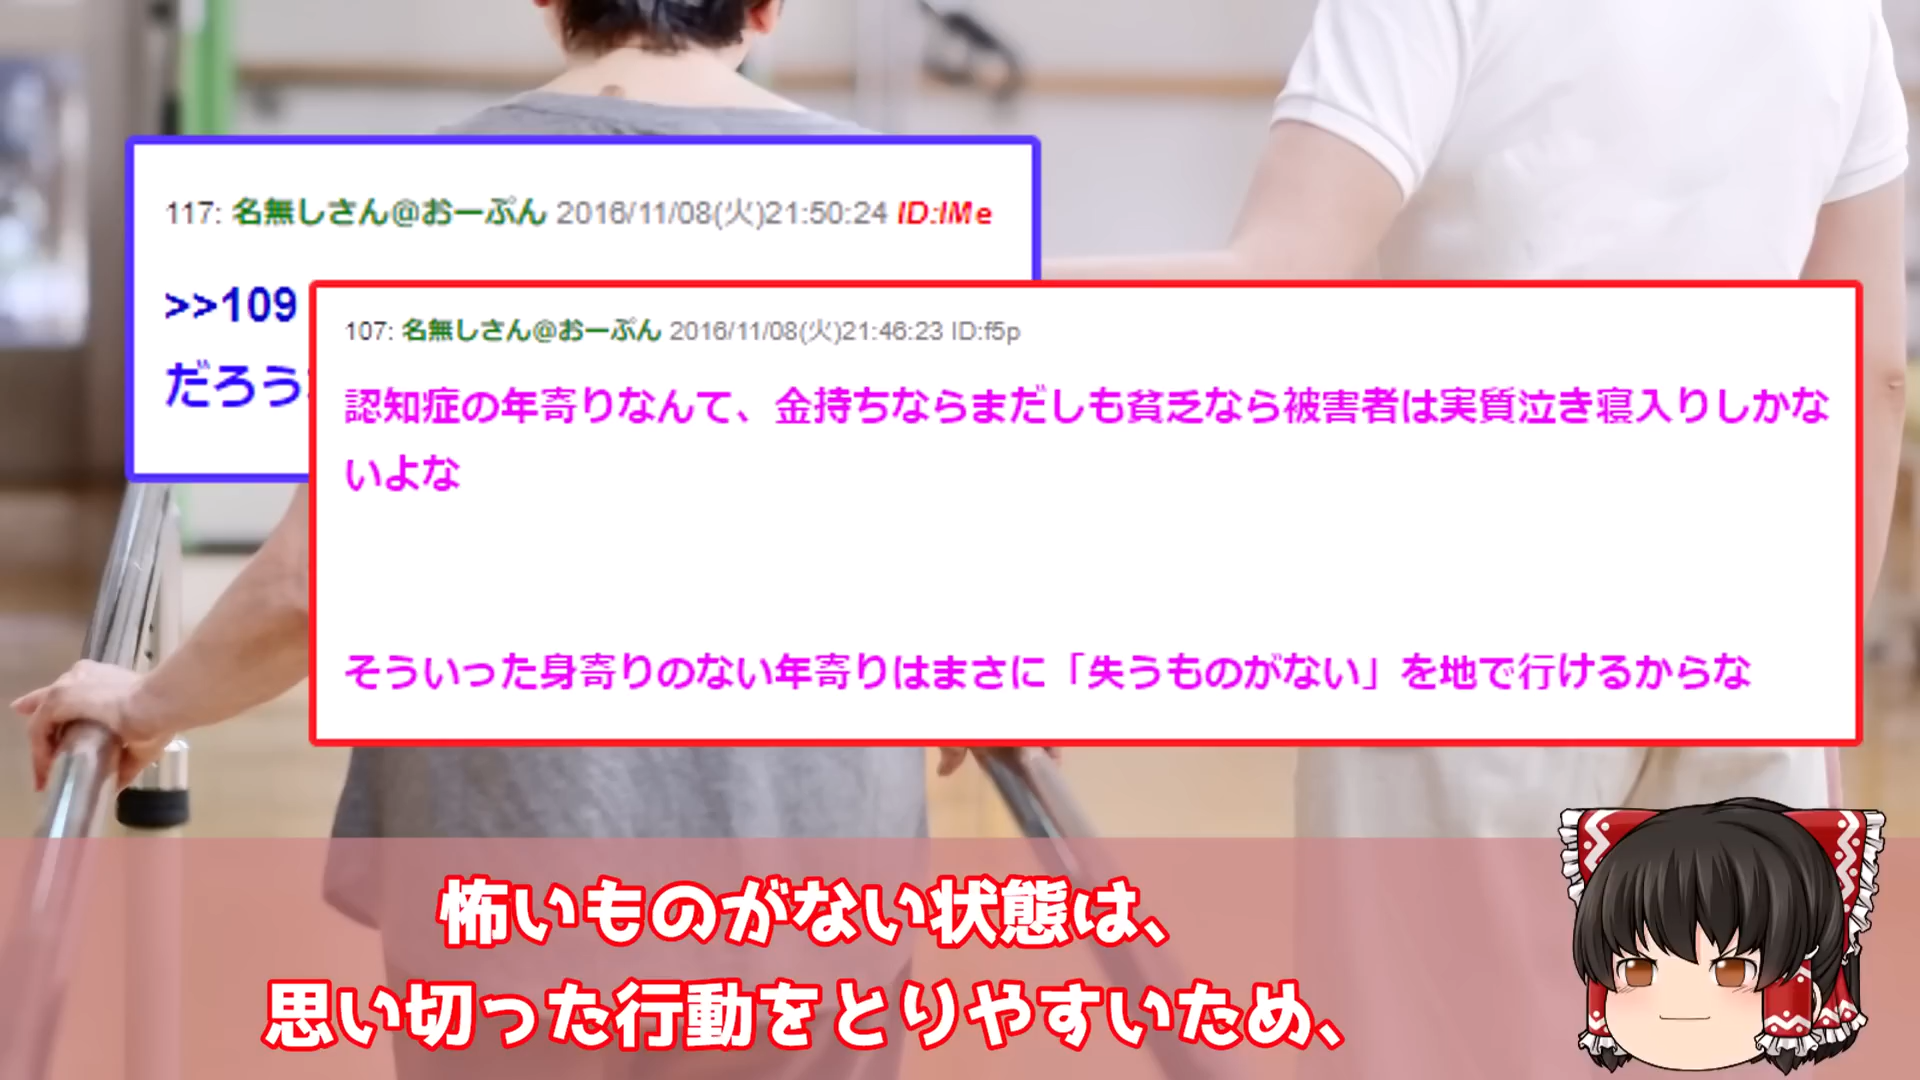 117: 名無しさん@おーぷん 2016/11/08(火)21:50:24 ID:IMe
>>109
だろう
107: 名無しさん@おーぷん 2016/11/08(火)21:46:23 ID:f5p
認知症の年寄りなんて、金持ちならまだしも貧乏なら被害者は実質泣き寝入りしかな
いよな
そういった身寄りのない年寄りはまさに「失うものがない」を地で行けるからな
怖いものがない状態は、
思い切った行動をとりやすいため、